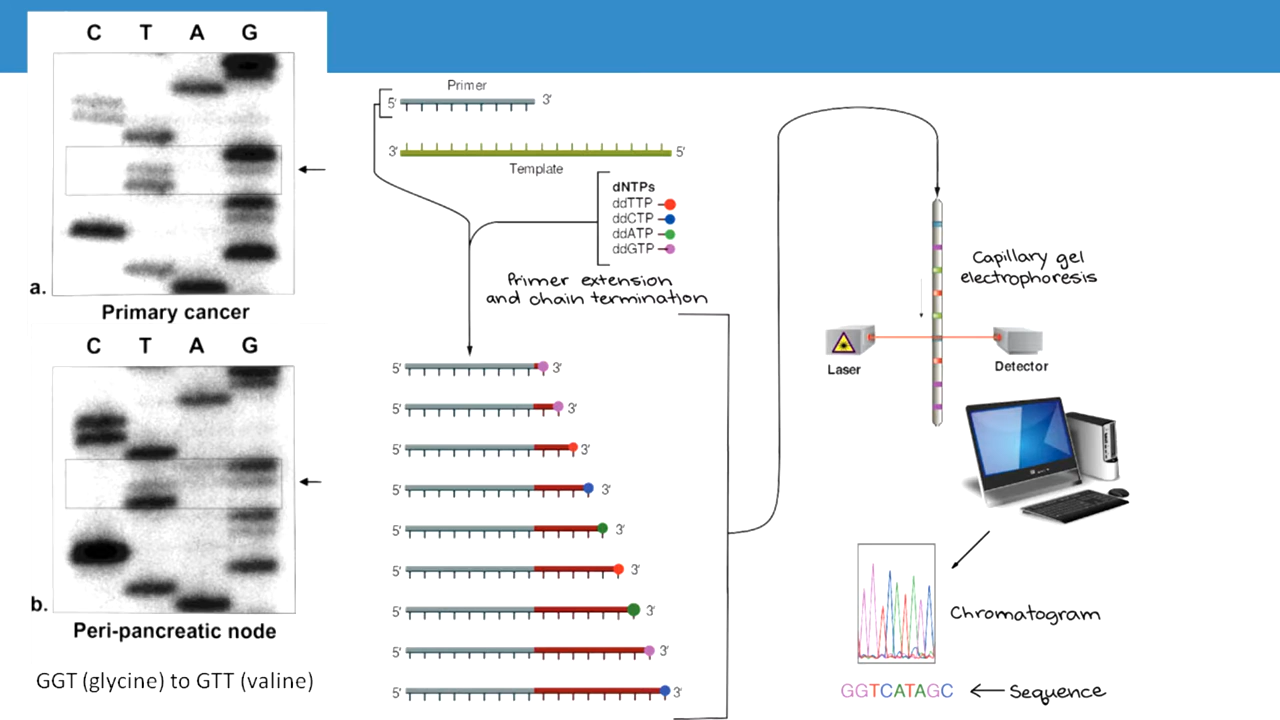 C T A G
a.
Primary cancer
C T A G
b.
Peri-pancreatic node
GGT (glycine) to GTT (valine)
Primer
5' 3'
3' 5'
Template
dNTPs
ddTTP
ddCTP
ddATP
ddGTP
Primer extension
and chain termination
5' 3'
5' 3'
5' 3'
5' 3'
5' 3'
5' 3'
5' 3'
5' 3'
5' 3'
Capillary gel
electrophoresis
Laser
Detector
Chromatogram
GGTCATAGC
Sequence